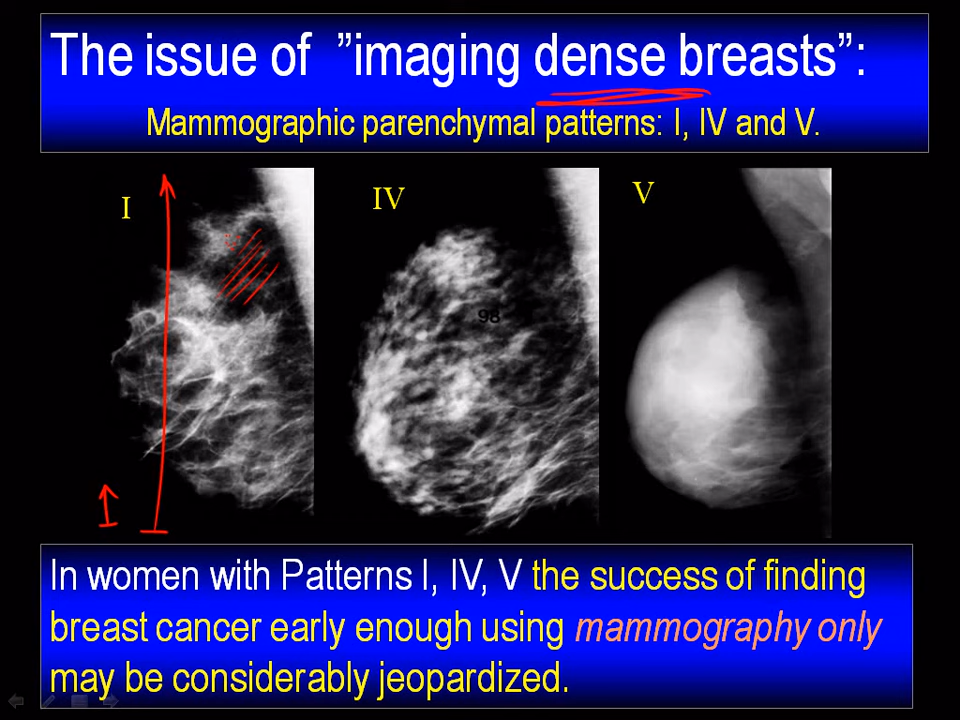 The issue of ”imaging dense breasts”:
Mammographic parenchymal patterns: I, IV and V.
I
IV
V
98
In women with Patterns I, IV, V the success of finding
breast cancer early enough using mammography only
may be considerably jeopardized.